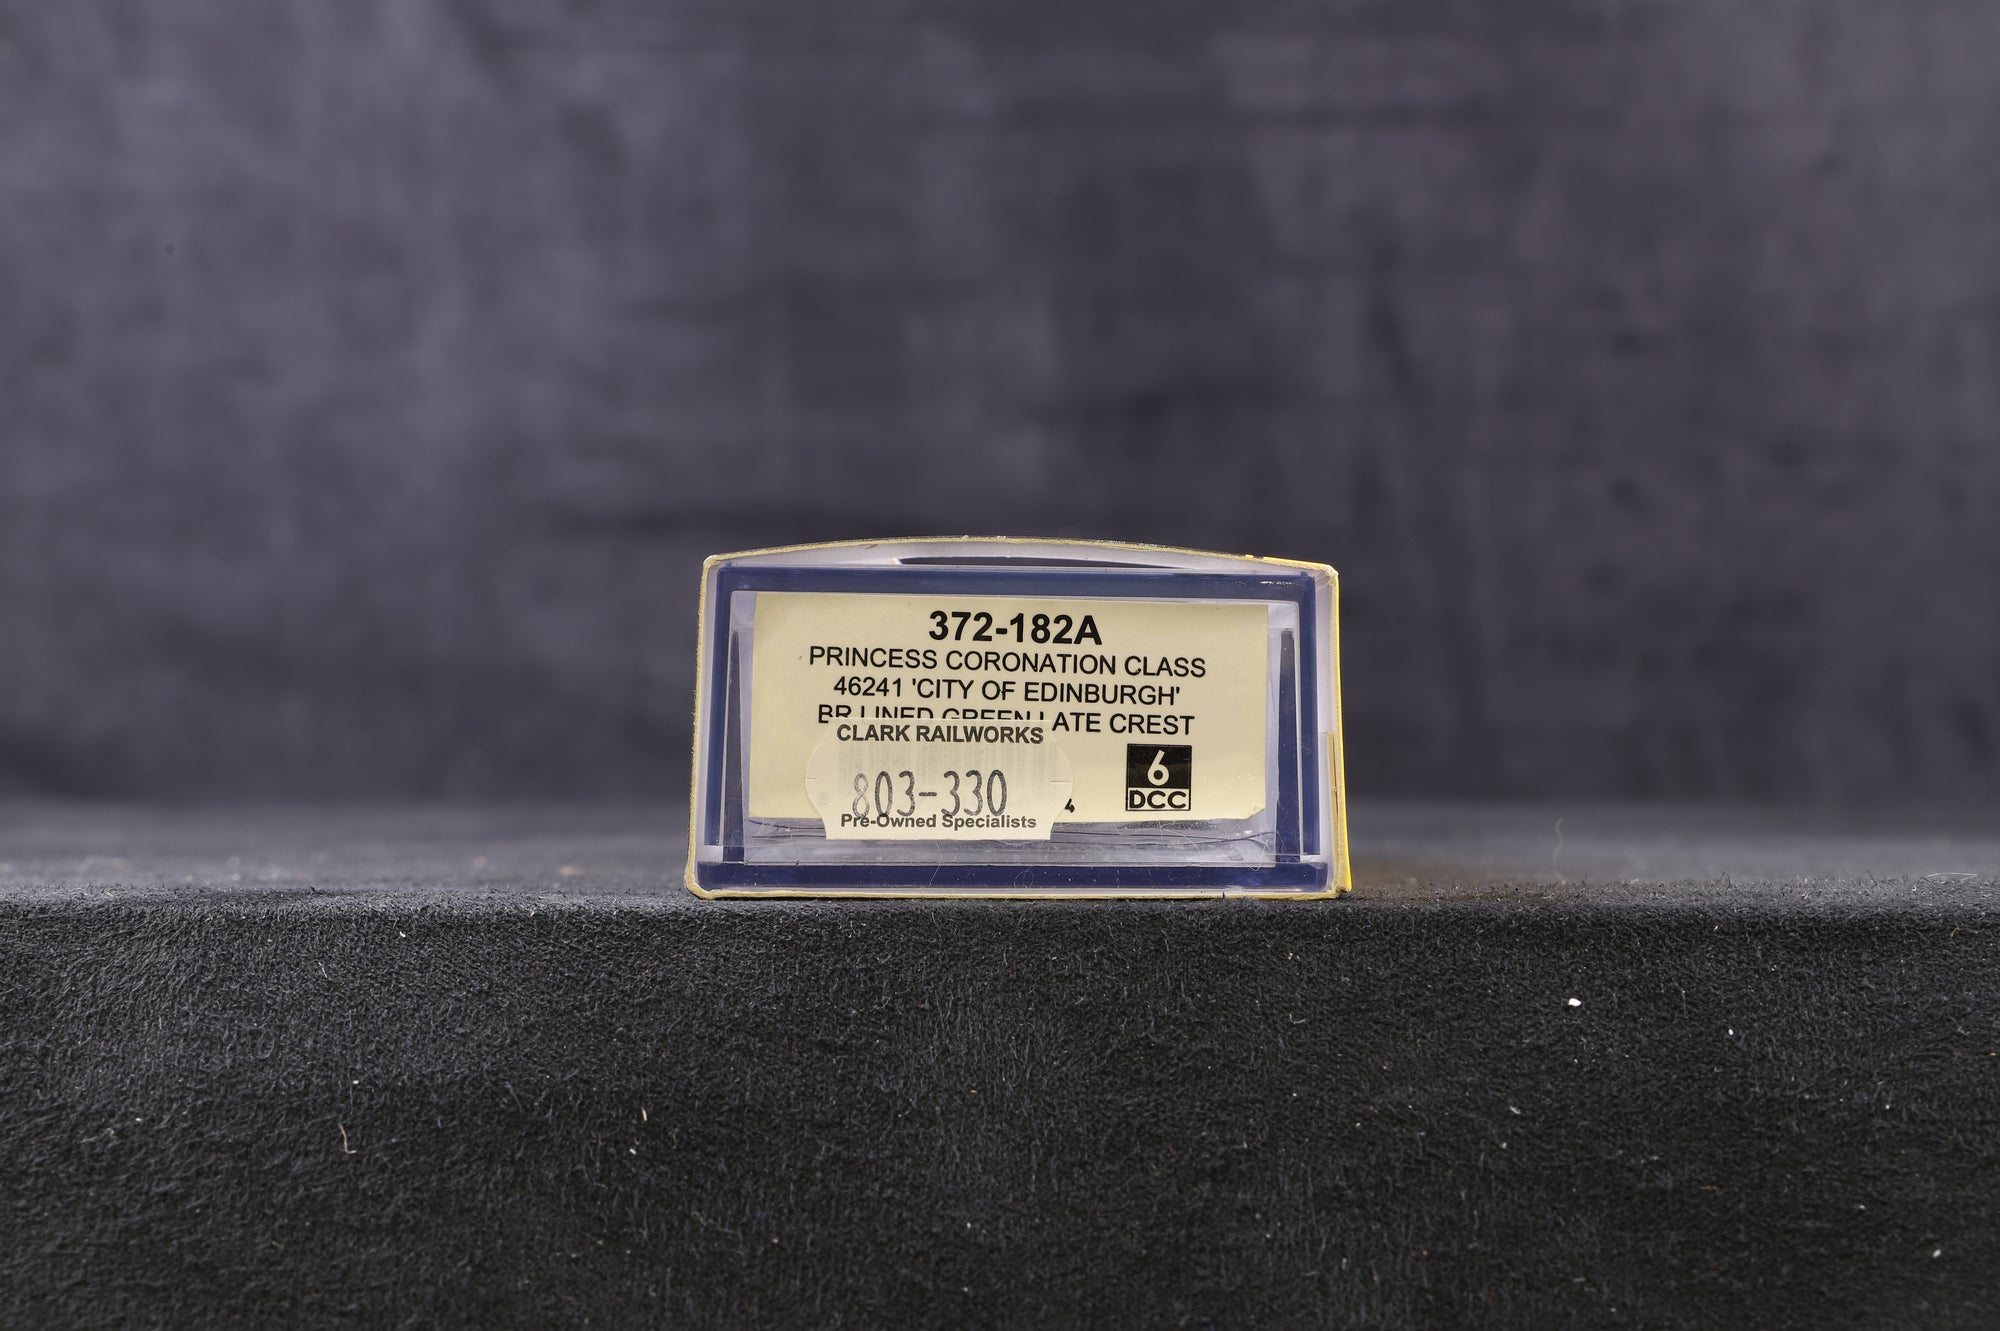 372-182A
PRINCESS CORONATION CLASS
46241 'CITY OF EDINBURGH'
BR LINED GREEN LATE CREST
CLARK RAILWORKS
803-330
Pre-Owned Specialists
4
6
DCC